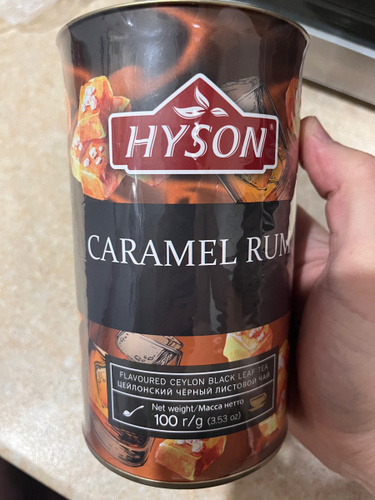 HYSON
CARAMEL RUM
FLAVOURED CEYLON BLACK LEAF TEA
ЦЕЙЛОНСКИЙ ЧЁРНЫЙ ЛИСТОВОЙ ЧАЙ
Net weight/Масса нетто
100 г/g (3.53 oz)